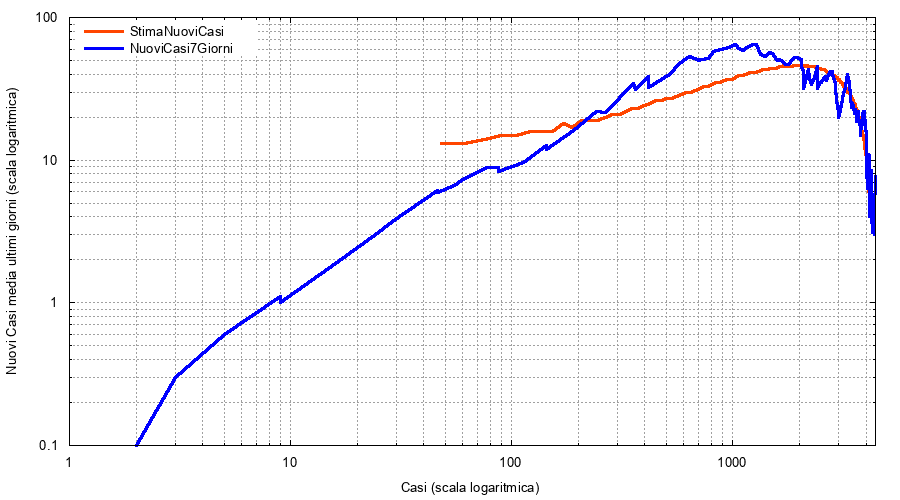 100
StimaNuoviCasi
NuoviCasi7Giorni
10
1
0.1
Nuovi Casi media ultimi giorni (scala logaritmica)
1 10 100 1000
Casi (scala logaritmica)